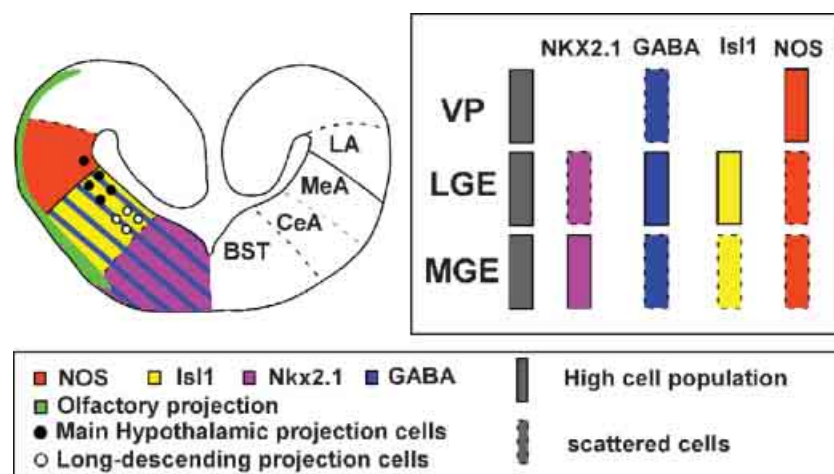 NKX2.1 GABA Isl1 NOS
VP
LGE
MGE
LA
MeA
CeA
BST
NOS Isl1 Nkx2.1 GABA
Olfactory projection
Main Hypothalamic projection cells
Long-descending projection cells
High cell population
scattered cells